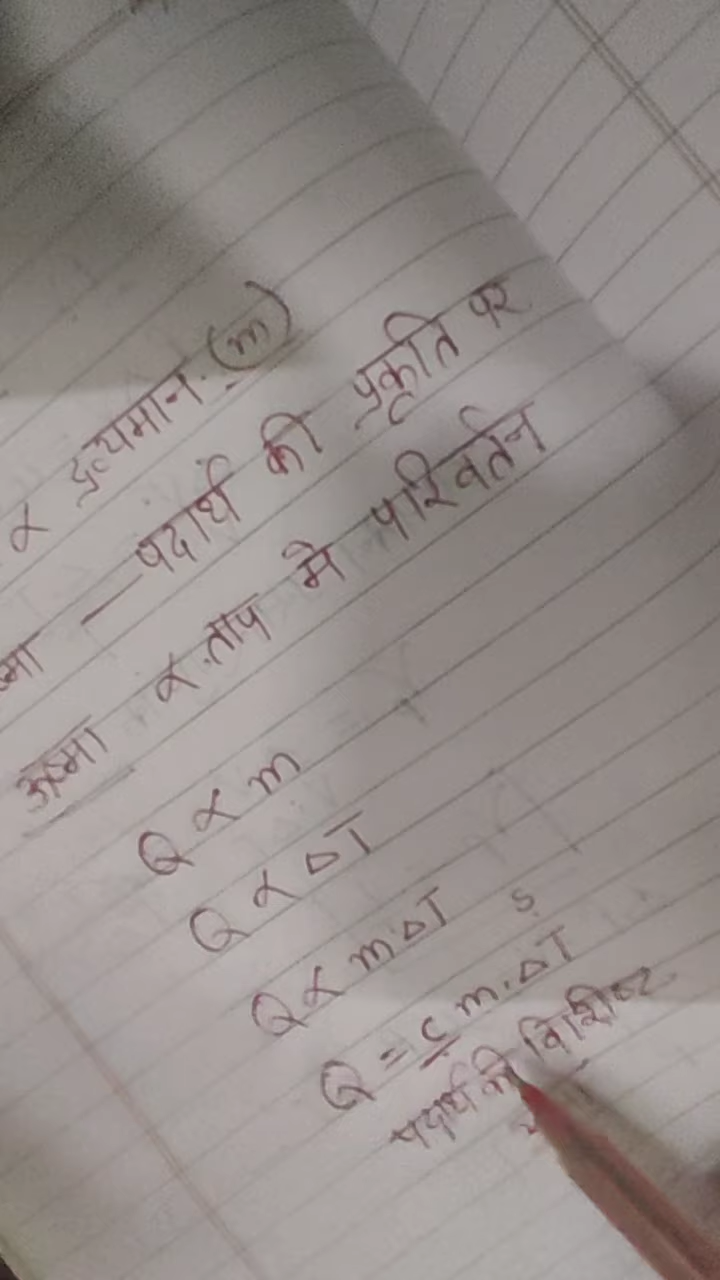 ∝ द्रव्यमान (m)
ष्मा — पदार्थ की प्रकृति पर
ऊष्मा ∝ ताप मे परिवर्तन
Q ∝ m
Q ∝ ΔT
Q ∝ m.ΔT S
Q = c m.ΔT
पदार्थ की विशिष्ट